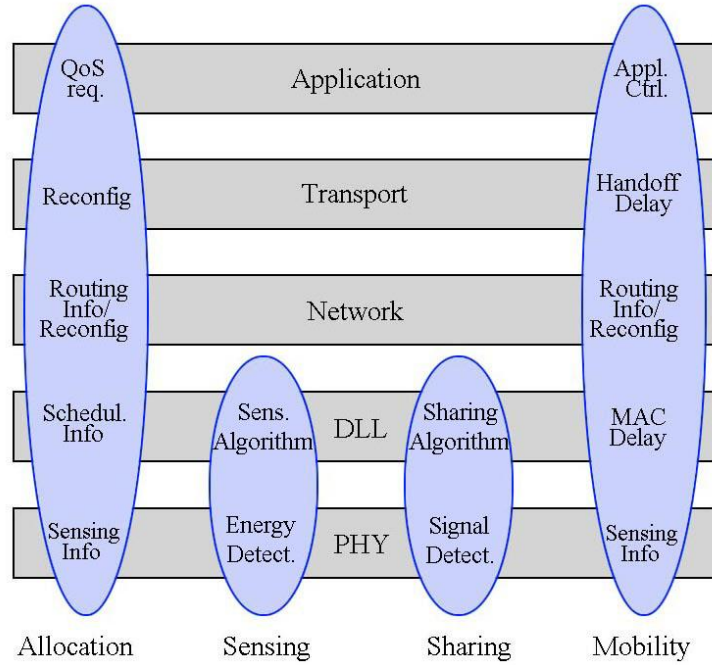 QoS
req.
Application
Appl.
Ctrl.
Reconfig
Transport
Handoff
Delay
Routing
Info/
Reconfig
Network
Routing
Info/
Reconfig
Schedul.
Info
Sens.
Algorithm
DLL
Sharing
Algorithm
MAC
Delay
Sensing
Info
Energy
Detect.
PHY
Signal
Detect.
Sensing
Info
Allocation
Sensing
Sharing
Mobility